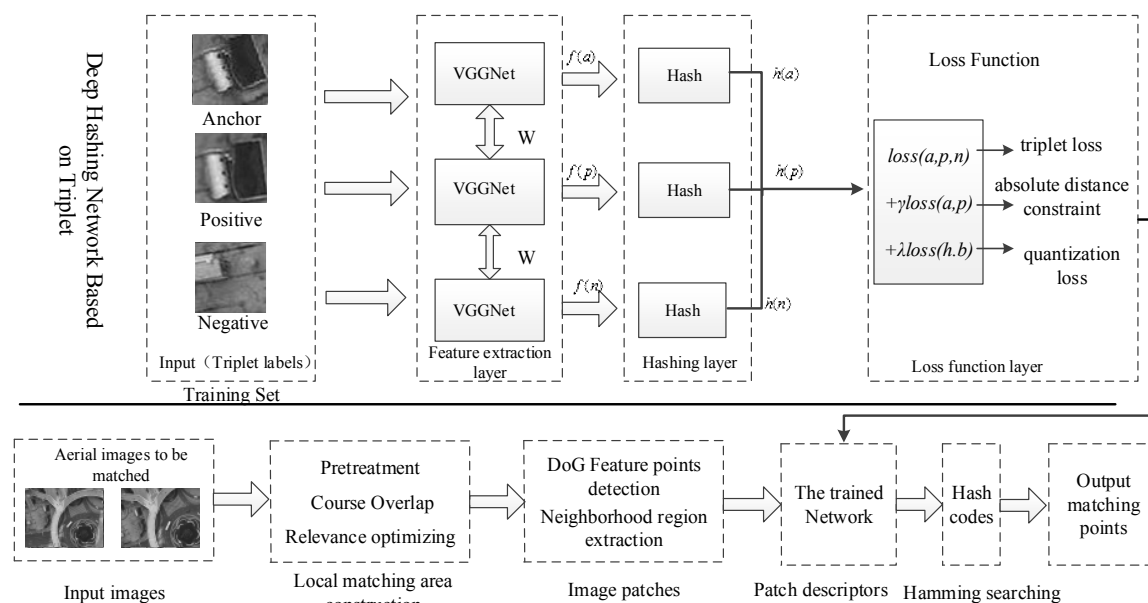 Deep Hashing Network Based
on Triplet
Anchor
Positive
Negative
Input（Triplet labels）
Training Set
VGGNet
W
VGGNet
W
VGGNet
Feature extraction
layer
f(a)
f(p)
f(n)
Hash
Hash
Hash
Hashing layer
h(a)
h(p)
h(n)
Loss Function
loss(a,p,n)
+γloss(a,p)
+λloss(h.b)
triplet loss
absolute distance
constraint
quantization
loss
Loss function layer
Aerial images to be
matched
Input images
Pretreatment
Course Overlap
Relevance optimizing
Local matching area
construction
DoG Feature points
detection
Neighborhood region
extraction
Image patches
The trained
Network
Patch descriptors
Hash
codes
Hamming searching
Output
matching
points